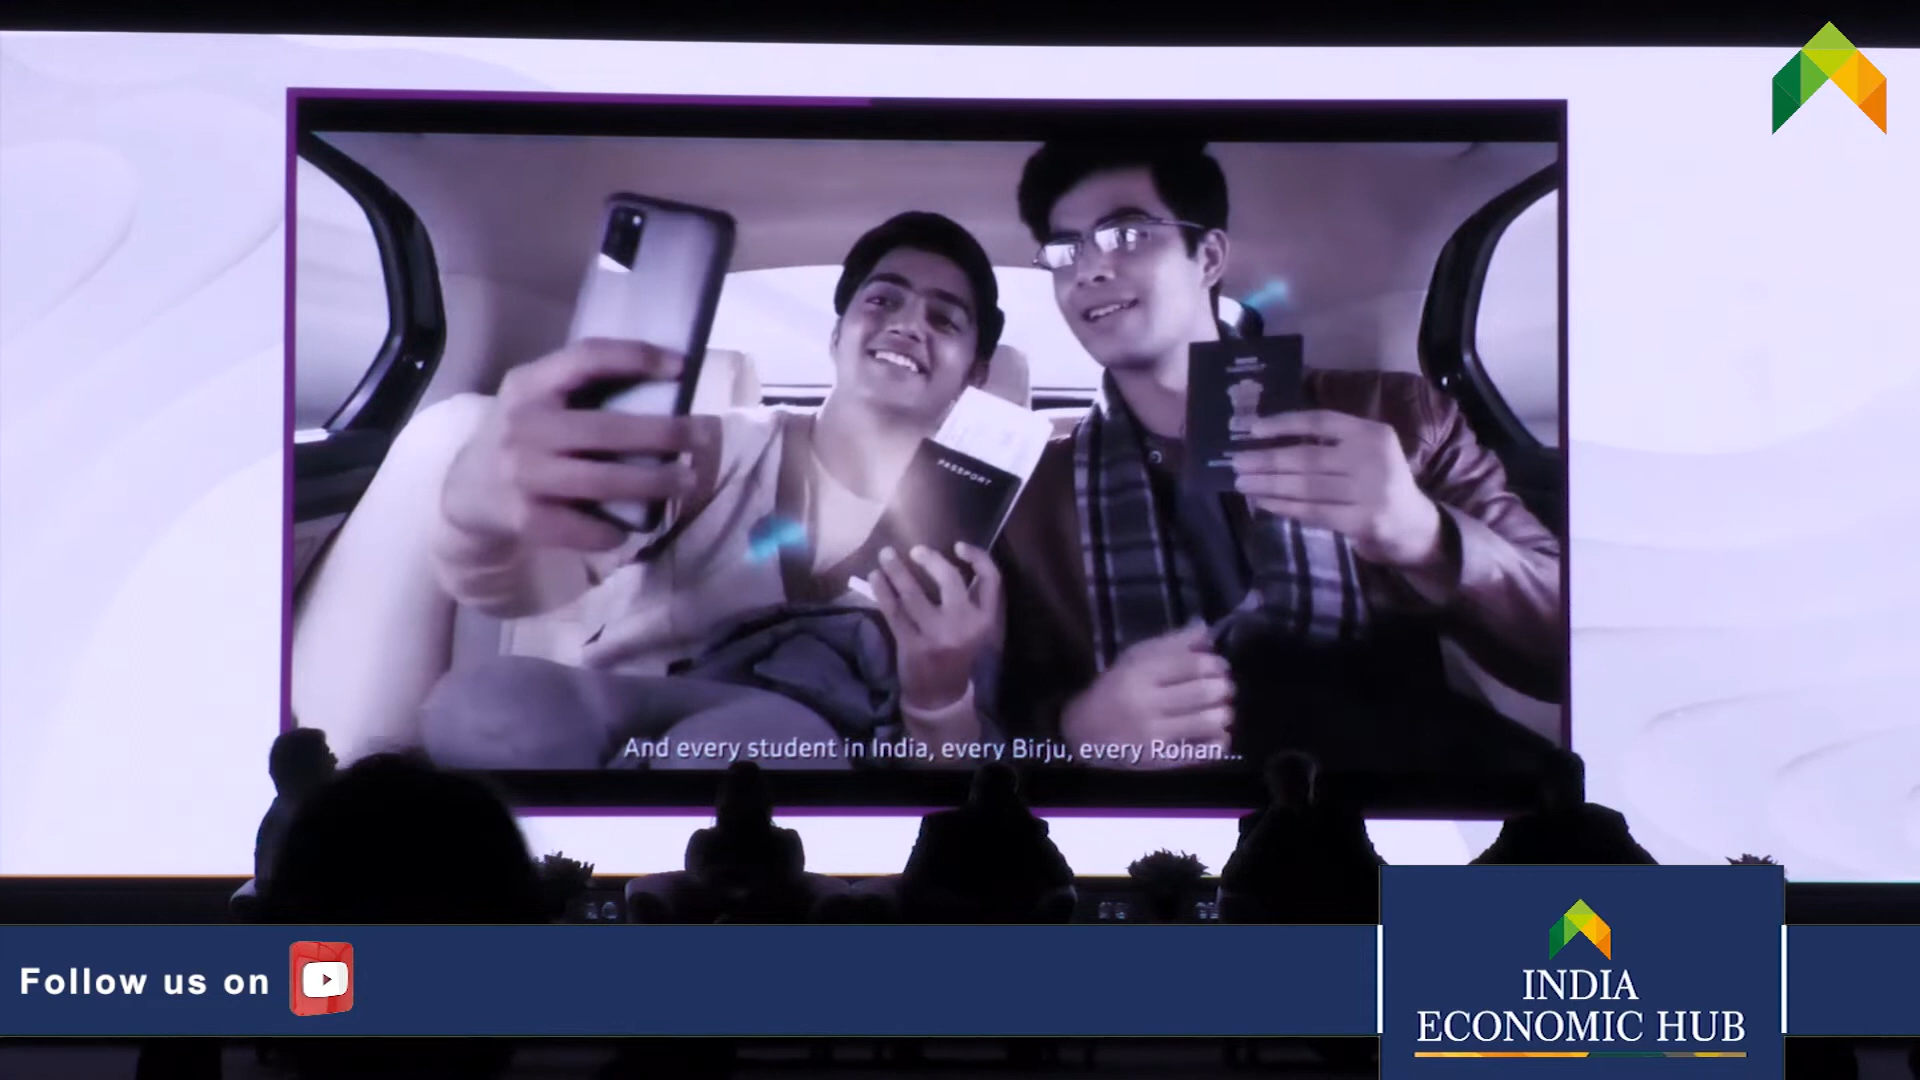 PASSPORT
And every student in India, every Birju, every Rohan...
Follow us on
INDIA
ECONOMIC HUB